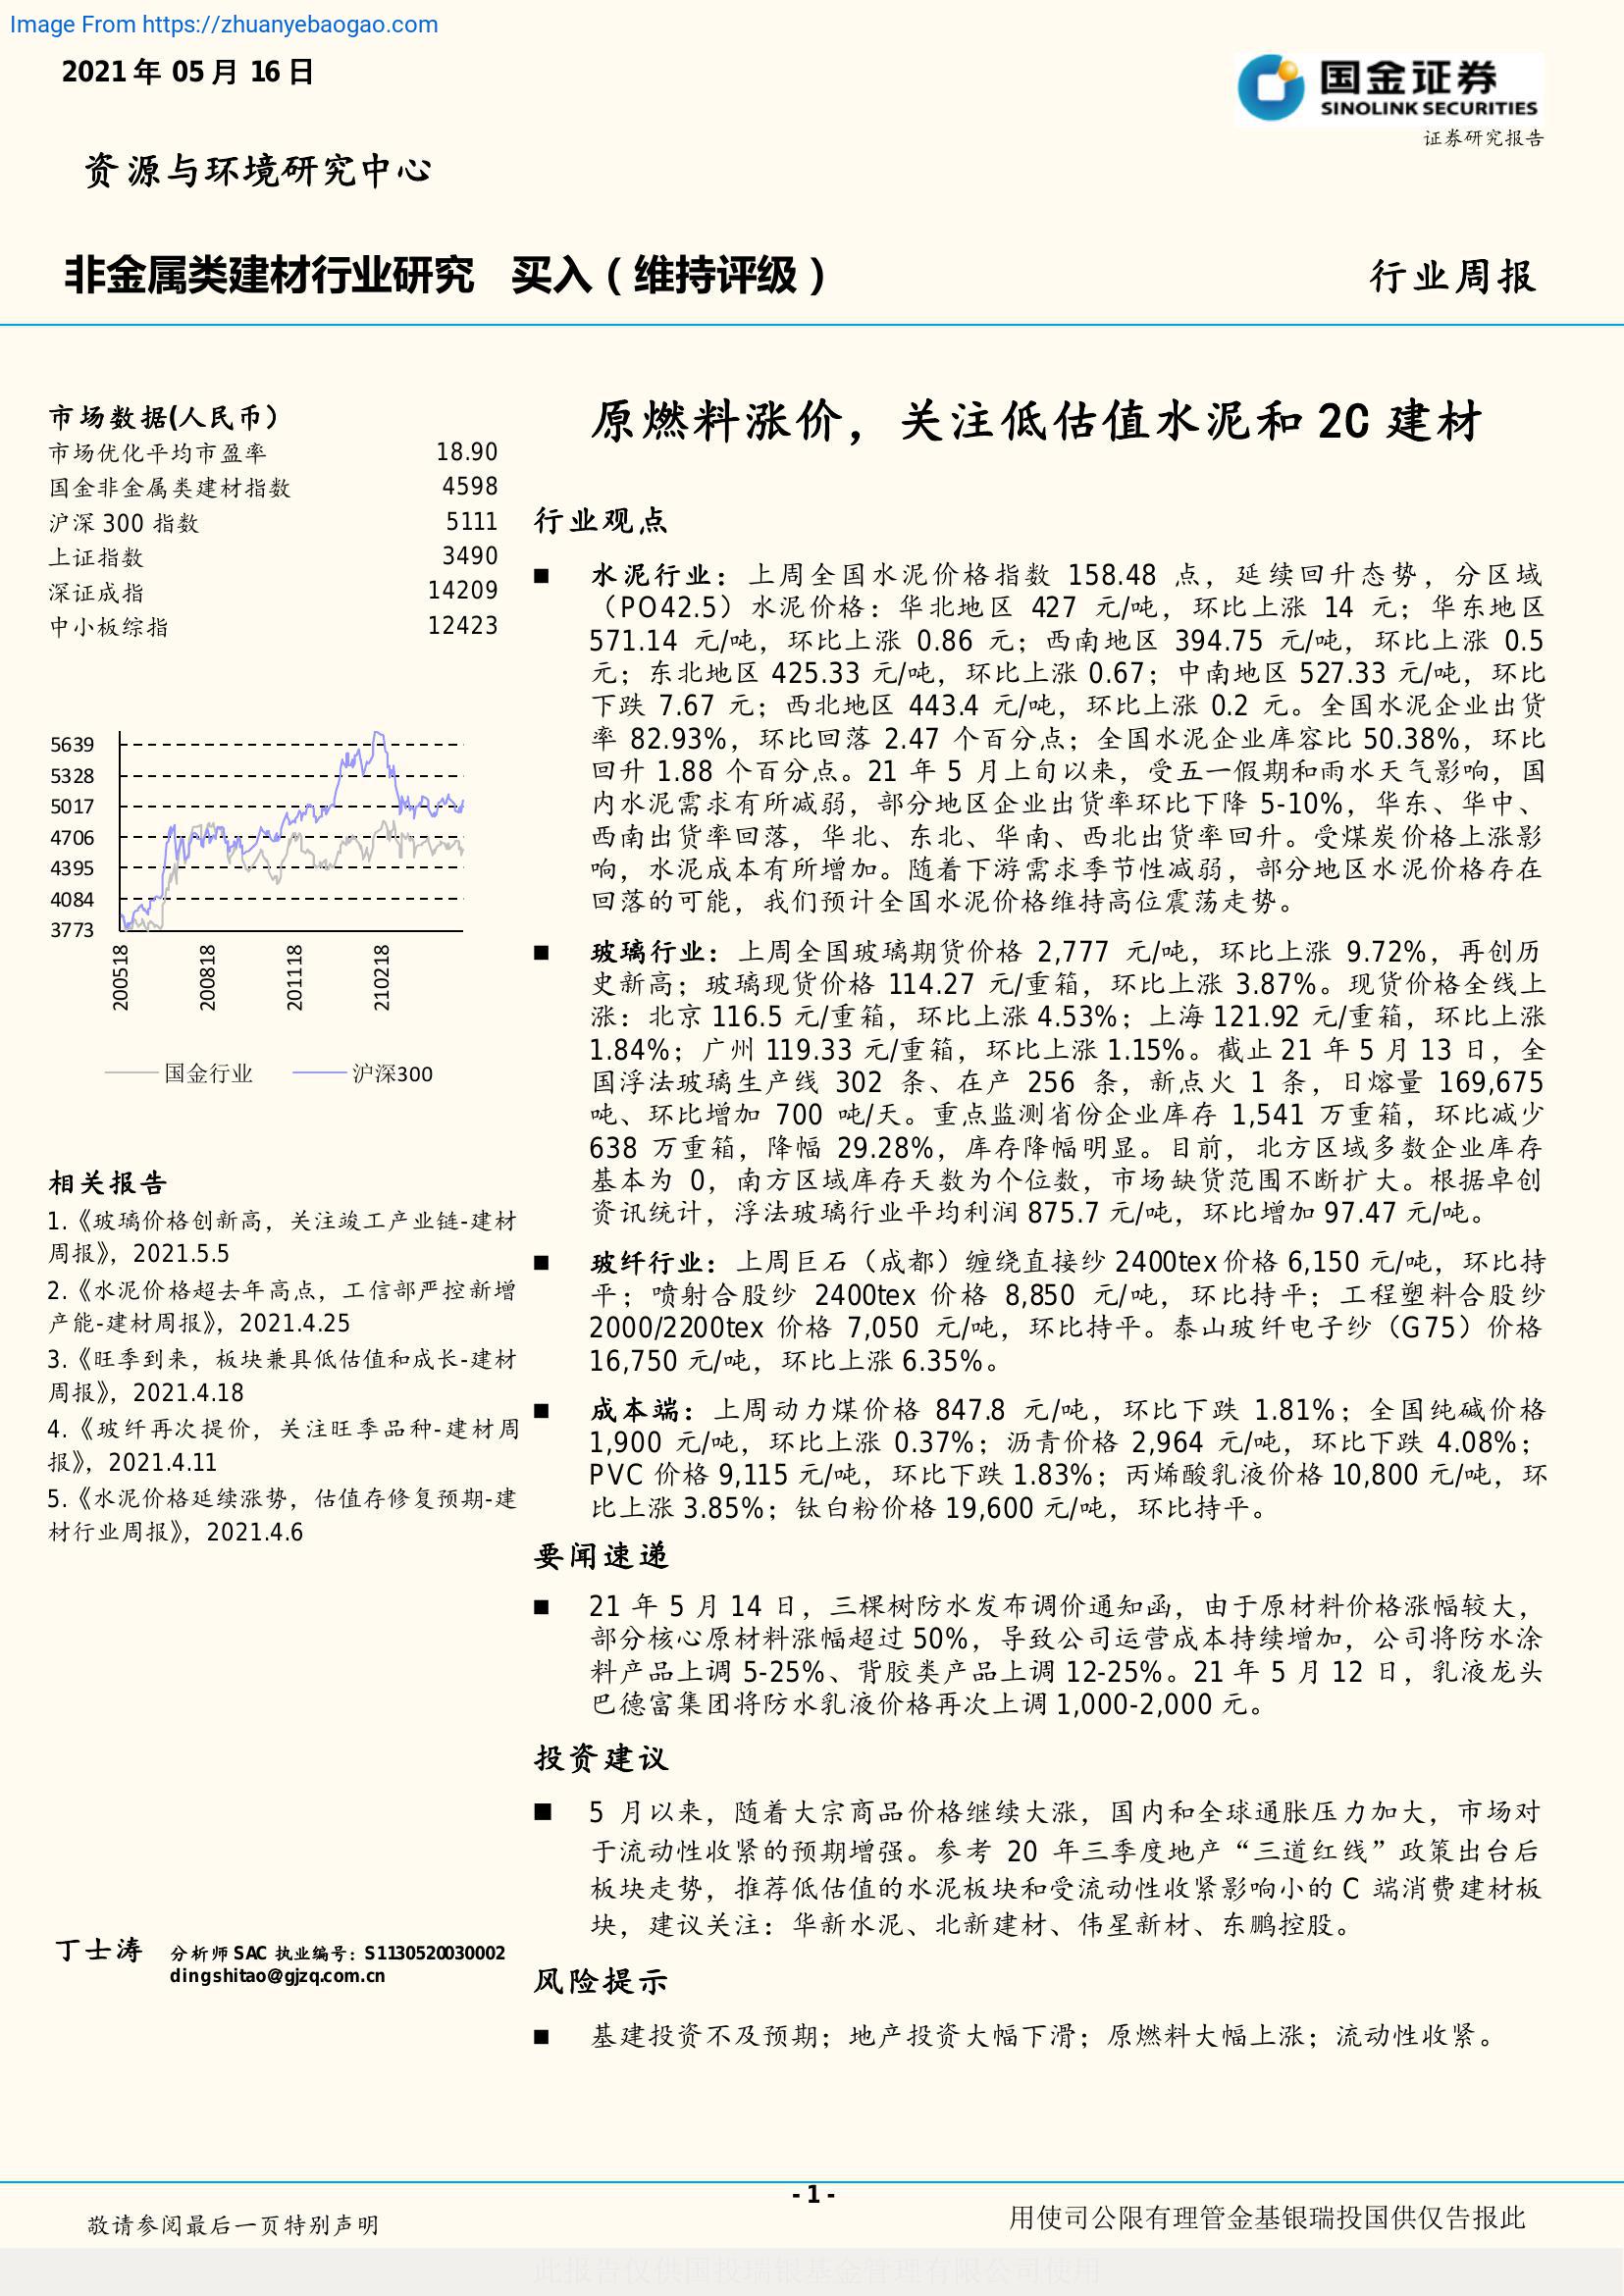 Image From https://zhuanyebaogao.com
2021 年 05 月 16 日
国金证券
SINOLINK SECURITIES
证券研究报告
资源与环境研究中心
非金属类建材行业研究 买入（维持评级）
行业周报
市场数据(人民币）
市场优化平均市盈率 18.90
国金非金属类建材指数 4598
沪深 300 指数 5111
上证指数 3490
深证成指 14209
中小板综指 12423
5639
5328
5017
4706
4395
4084
3773
200518
200818
201118
210218
国金行业 沪深300
相关报告
1.《玻璃价格创新高，关注竣工产业链-建材
周报》，2021.5.5
2.《水泥价格超去年高点，工信部严控新增
产能-建材周报》，2021.4.25
3.《旺季到来，板块兼具低估值和成长-建材
周报》，2021.4.18
4.《玻纤再次提价，关注旺季品种-建材周
报》，2021.4.11
5.《水泥价格延续涨势，估值存修复预期-建
材行业周报》，2021.4.6
丁士涛 分析师 SAC 执业编号：S1130520030002
dingshitao@gjzq.com.cn
原燃料涨价，关注低估值水泥和 2C 建材
行业观点
■ 水泥行业：上周全国水泥价格指数 158.48 点，延续回升态势，分区域
（PO42.5）水泥价格：华北地区 427 元/吨，环比上涨 14 元；华东地区
571.14 元/吨，环比上涨 0.86 元；西南地区 394.75 元/吨，环比上涨 0.5
元；东北地区 425.33 元/吨，环比上涨 0.67；中南地区 527.33 元/吨，环比
下跌 7.67 元；西北地区 443.4 元/吨，环比上涨 0.2 元。全国水泥企业出货
率 82.93%，环比回落 2.47 个百分点；全国水泥企业库容比 50.38%，环比
回升 1.88 个百分点。21 年 5 月上旬以来，受五一假期和雨水天气影响，国
内水泥需求有所减弱，部分地区企业出货率环比下降 5-10%，华东、华中、
西南出货率回落，华北、东北、华南、西北出货率回升。受煤炭价格上涨影
响，水泥成本有所增加。随着下游需求季节性减弱，部分地区水泥价格存在
回落的可能，我们预计全国水泥价格维持高位震荡走势。
■ 玻璃行业：上周全国玻璃期货价格 2,777 元/吨，环比上涨 9.72%，再创历
史新高；玻璃现货价格 114.27 元/重箱，环比上涨 3.87%。现货价格全线上
涨：北京 116.5 元/重箱，环比上涨 4.53%；上海 121.92 元/重箱，环比上涨
1.84%；广州 119.33 元/重箱，环比上涨 1.15%。截止 21 年 5 月 13 日，全
国浮法玻璃生产线 302 条、在产 256 条，新点火 1 条，日熔量 169,675
吨、环比增加 700 吨/天。重点监测省份企业库存 1,541 万重箱，环比减少
638 万重箱，降幅 29.28%，库存降幅明显。目前，北方区域多数企业库存
基本为 0，南方区域库存天数为个位数，市场缺货范围不断扩大。根据卓创
资讯统计，浮法玻璃行业平均利润 875.7 元/吨，环比增加 97.47 元/吨。
■ 玻纤行业：上周巨石（成都）缠绕直接纱 2400tex 价格 6,150 元/吨，环比持
平；喷射合股纱 2400tex 价格 8,850 元/吨，环比持平；工程塑料合股纱
2000/2200tex 价格 7,050 元/吨，环比持平。泰山玻纤电子纱（G75）价格
16,750 元/吨，环比上涨 6.35%。
■ 成本端：上周动力煤价格 847.8 元/吨，环比下跌 1.81%；全国纯碱价格
1,900 元/吨，环比上涨 0.37%；沥青价格 2,964 元/吨，环比下跌 4.08%；
PVC 价格 9,115 元/吨，环比下跌 1.83%；丙烯酸乳液价格 10,800 元/吨，环
比上涨 3.85%；钛白粉价格 19,600 元/吨，环比持平。
要闻速递
■ 21 年 5 月 14 日，三棵树防水发布调价通知函，由于原材料价格涨幅较大，
部分核心原材料涨幅超过 50%，导致公司运营成本持续增加，公司将防水涂
料产品上调 5-25%、背胶类产品上调 12-25%。21 年 5 月 12 日，乳液龙头
巴德富集团将防水乳液价格再次上调 1,000-2,000 元。
投资建议
■ 5 月以来，随着大宗商品价格继续大涨，国内和全球通胀压力加大，市场对
于流动性收紧的预期增强。参考 20 年三季度地产“三道红线”政策出台后
板块走势，推荐低估值的水泥板块和受流动性收紧影响小的 C 端消费建材板
块，建议关注：华新水泥、北新建材、伟星新材、东鹏控股。
风险提示
■ 基建投资不及预期；地产投资大幅下滑；原燃料大幅上涨；流动性收紧。
- 1 -
敬请参阅最后一页特别声明
用使司公限有理管金基银瑞投国供仅告报此
此报告仅供国投瑞银基金管理有限公司使用